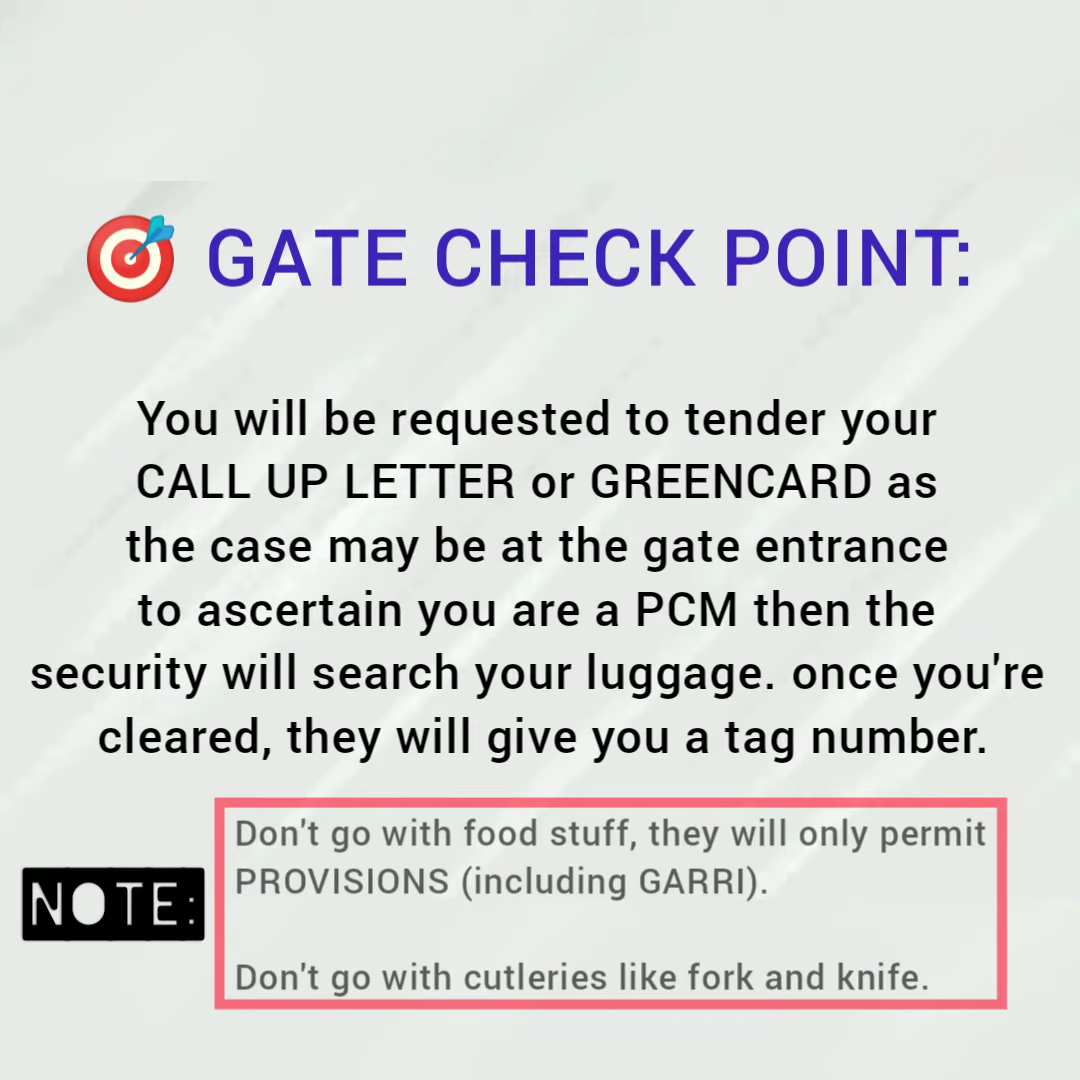 🎯 GATE CHECK POINT:
You will be requested to tender your
CALL UP LETTER or GREENCARD as
the case may be at the gate entrance
to ascertain you are a PCM then the
security will search your luggage. once you're
cleared, they will give you a tag number.
NOTE:
Don't go with food stuff, they will only permit
PROVISIONS (including GARRI).
Don't go with cutleries like fork and knife.